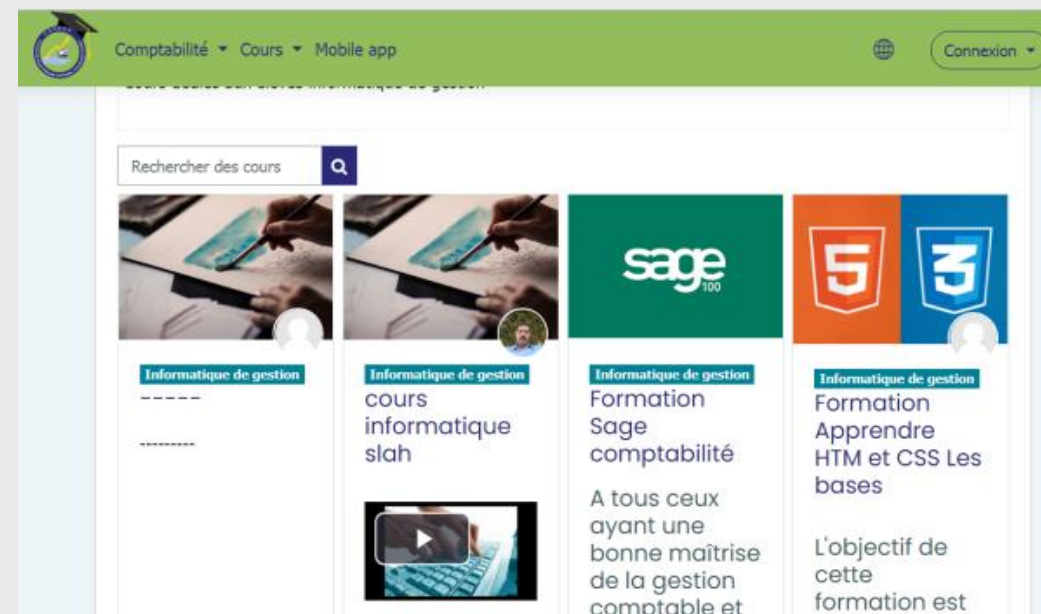 Comptabilité Cours Mobile app Connexion
Rechercher des cours
sage
100
5 3
Informatique de gestion
-----
---------
Informatique de gestion
cours
informatique
slah
Informatique de gestion
Formation
Sage
comptabilité
A tous ceux
ayant une
bonne maîtrise
de la gestion
comptable et
Informatique de gestion
Formation
Apprendre
HTM et CSS Les
bases
L'objectif de
cette
formation est